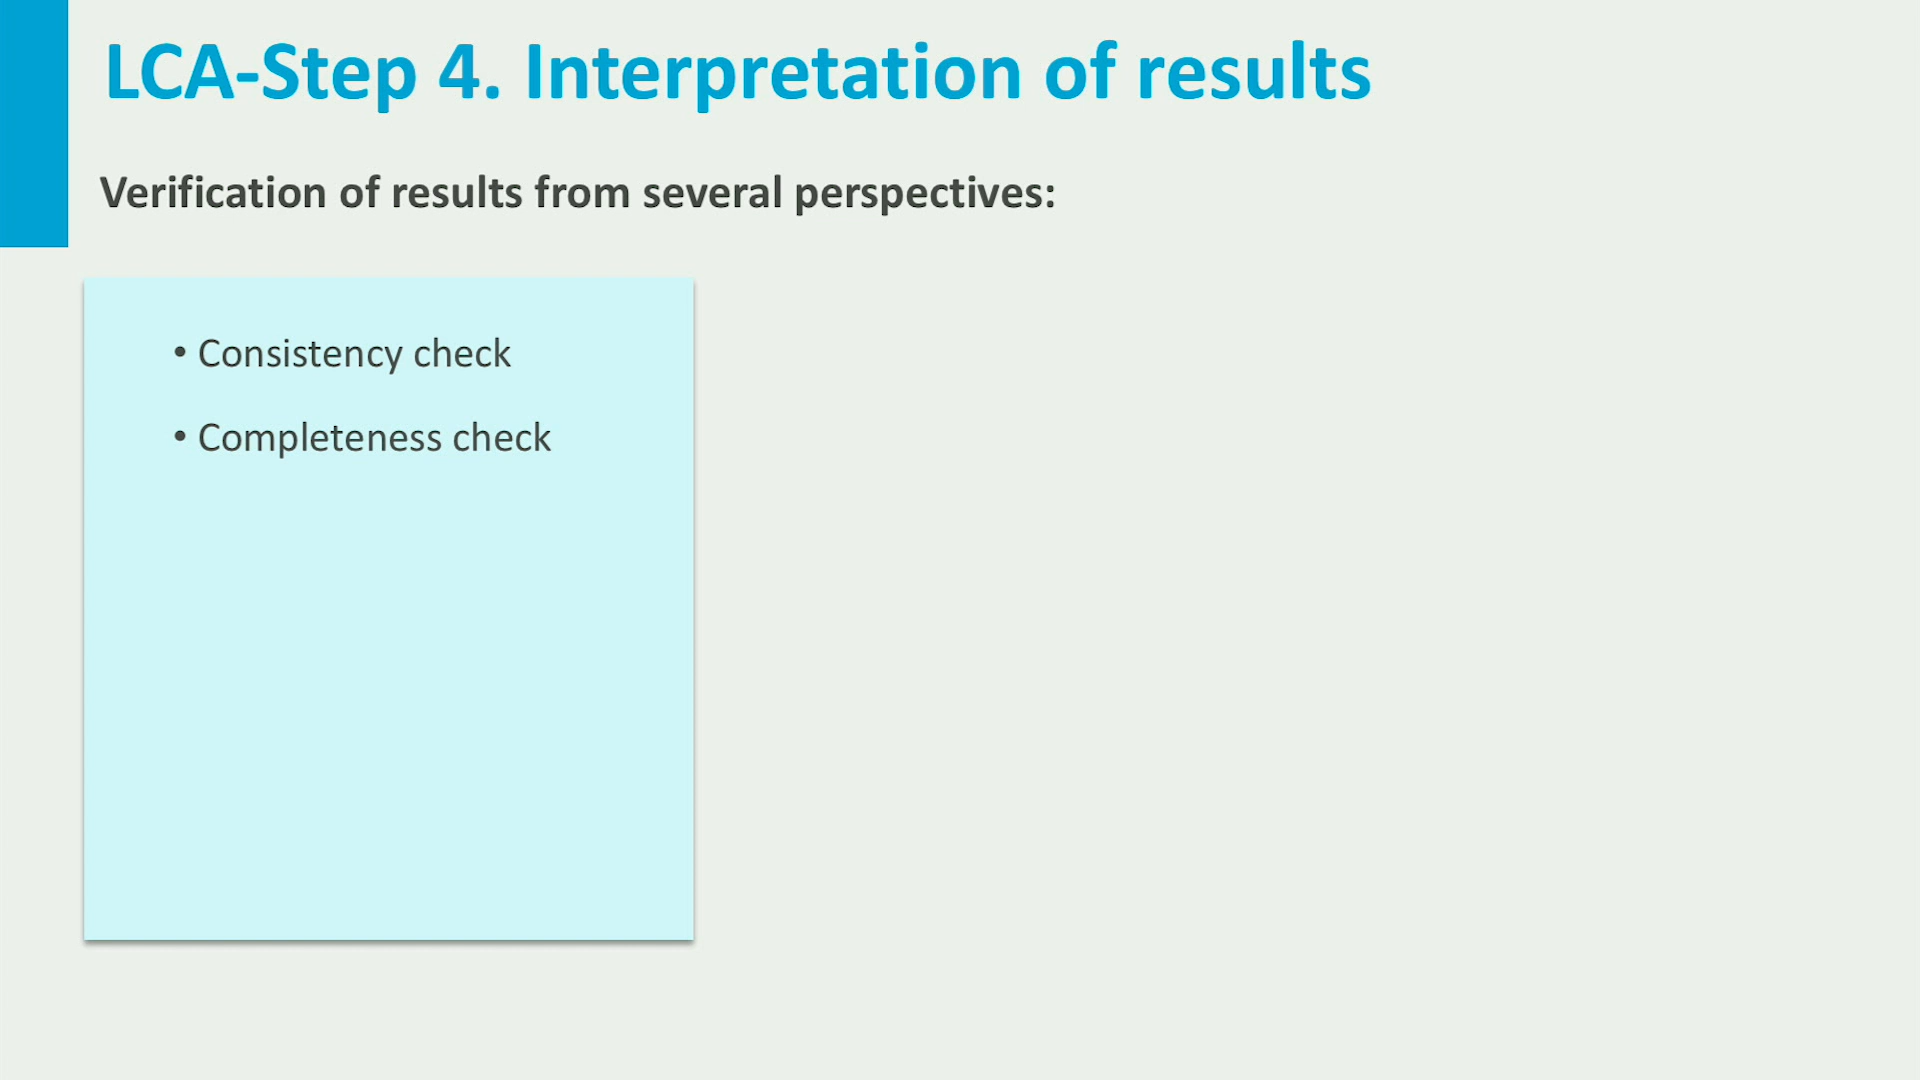 LCA-Step 4. Interpretation of results
Verification of results from several perspectives:
• Consistency check
• Completeness check